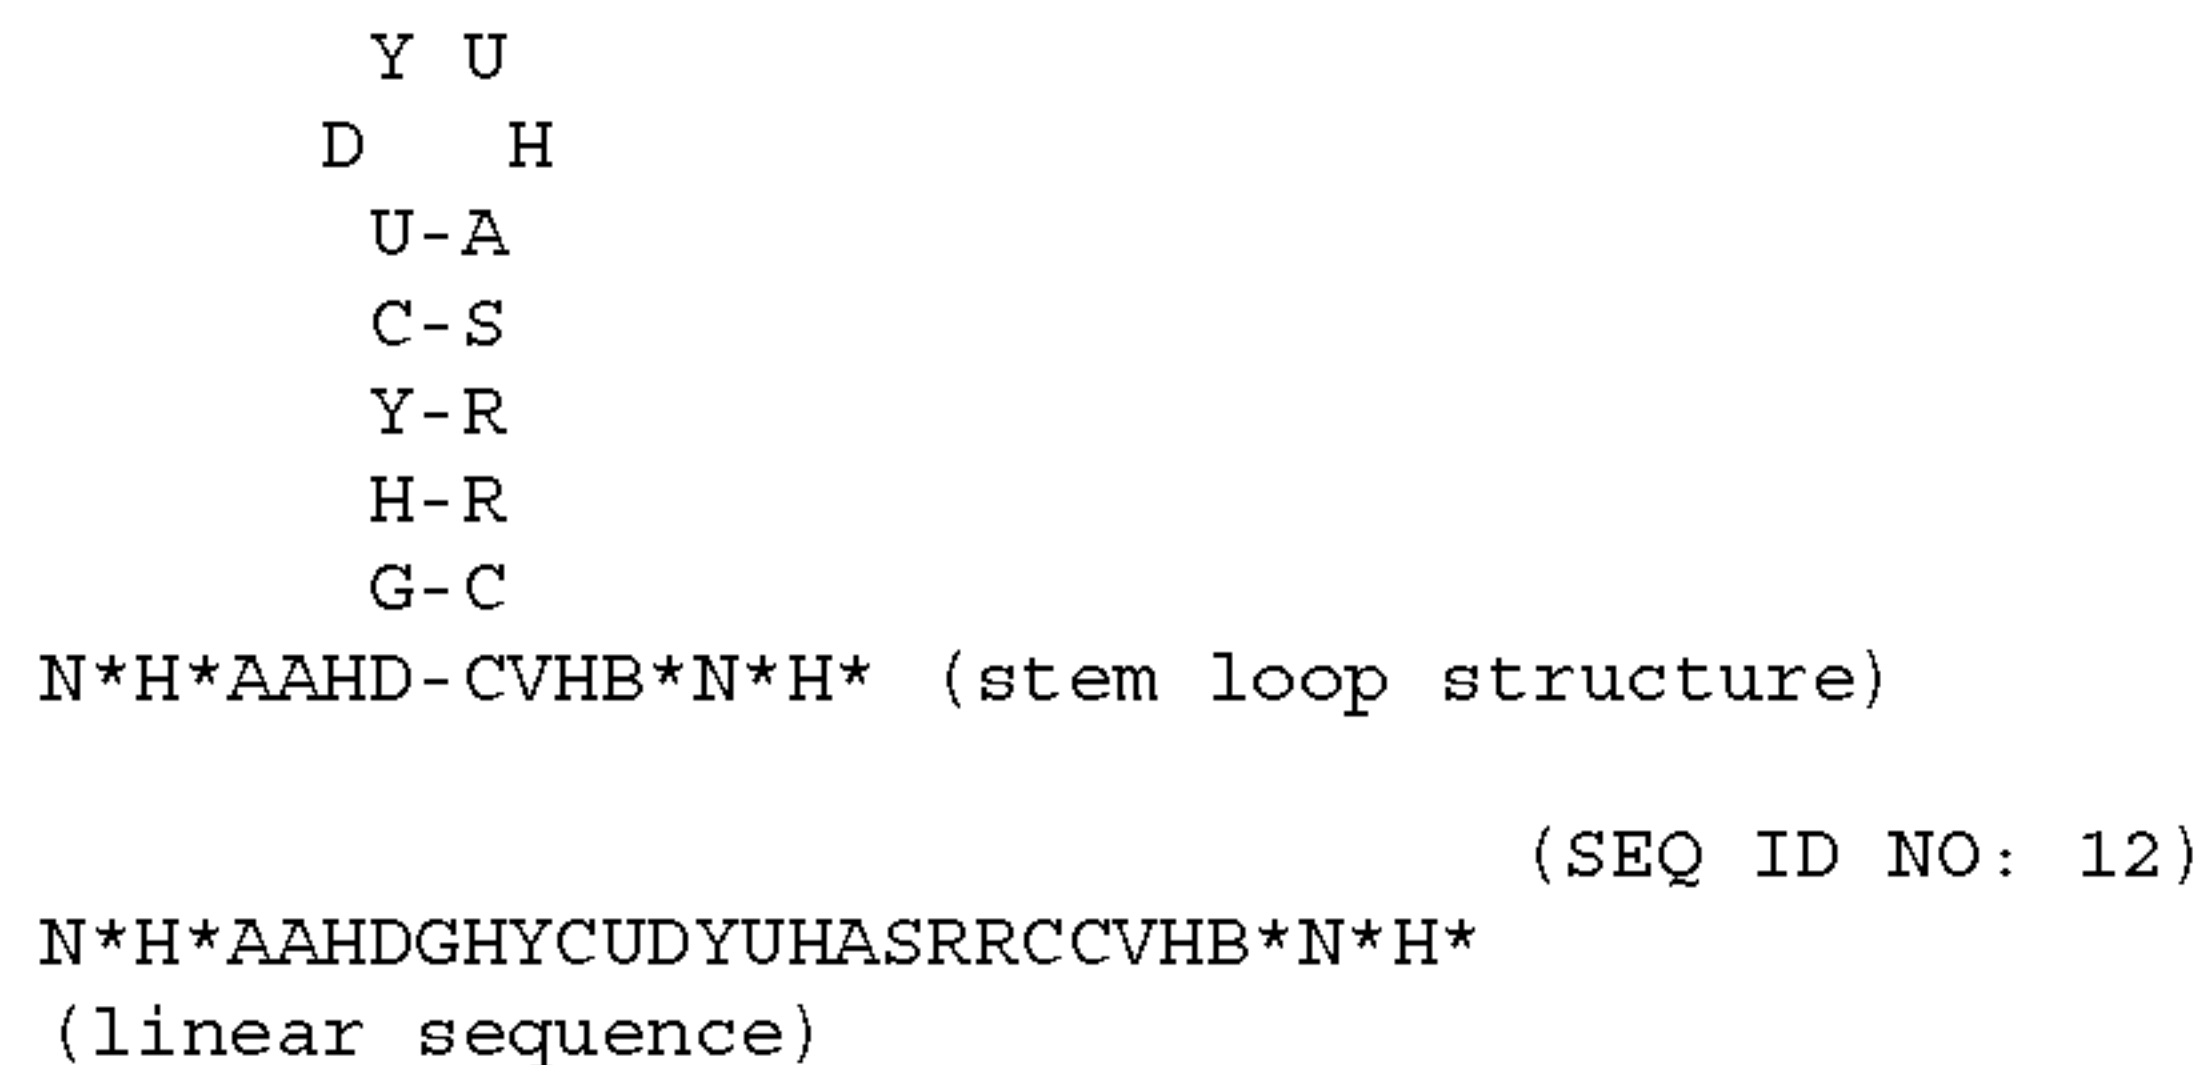 Y U
D H
U-A
C-S
Y-R
H-R
G-C
N*H*AAHD-CVHB*N*H* (stem loop structure)
(SEQ ID NO: 12)
N*H*AAHDGHYCUDYUHASRRCCVHB*N*H*
(linear sequence)